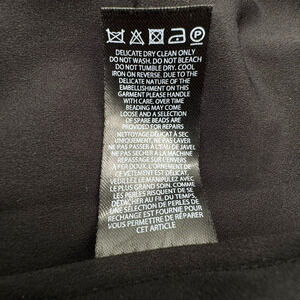 DELICATE DRY CLEAN ONLY
DO NOT WASH. DO NOT BLEACH
DO NOT TUMBLE DRY. COOL
IRON ON REVERSE. DUE TO THE
DELICATE NATURE OF THE
EMBELLISHMENT ON THIS
GARMENT PLEASE HANDLE
WITH CARE, OVER TIME
BEADING MAY COME
LOOSE AND A SELECTION
OF SPARE BEADS ARE
PROVIDED FOR REPAIRS
NETTOYAGE DÉLICAT À SEC
UNIQUEMENT. NE PAS LAVER.
NE PAS PASSER À L'EAU DE JAVEL
NE PAS SÉCHER À LA MACHINE
REPASSAGE SUR L'ENVERS
À FER DOUX. L'ORNEMENT DE
CE VÊTEMENT EST DÉLICAT.
VEUILLEZ LE MANIPULEZ AVEC
LE PLUS GRAND SOIN. COMME
LES PERLES RISQUENT DE SE
DÉTACHER AU FIL DU TEMPS,
DES PERLES FOURNIES DE
RECHANGE EST FOURNIR POUR
VOUS PERMETTRE DE RÉPARER
CET ARTICLE